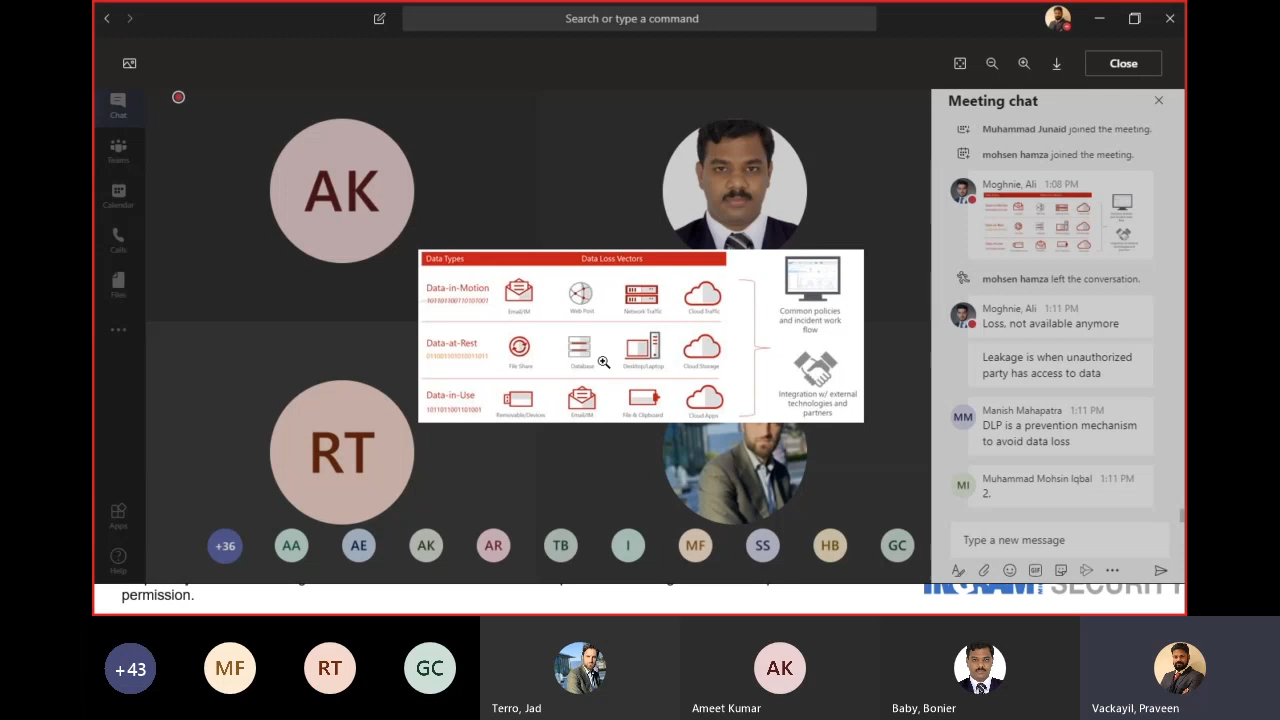 Search or type a command
Close
Chat
Teams
Calendar
Calls
Files
Apps
Help
AK
RT
Data Types Data Loss Vectors
Data-in-Motion
Email/IM Web Post Network Traffic Cloud Traffic
Data-at-Rest
File Share Database Desktop/Laptop Cloud Storage
Data-in-Use
1011011001101001
Removable/Devices Email/IM File & Clipboard Cloud Apps
Common policies
and incident work
flow
Integration w/ external
technologies and
partners
+36 AA AE AK AR TB I MF SS HB GC
Meeting chat
Muhammad Junaid joined the meeting.
mohsen hamza joined the meeting.
Moghnie, Ali 1:08 PM
mohsen hamza left the conversation.
Moghnie, Ali 1:11 PM
Loss, not available anymore
Leakage is when unauthorized
party has access to data
MM
Manish Mahapatra 1:11 PM
DLP is a prevention mechanism
to avoid data loss
MI
Muhammad Mohsin Iqbal 1:11 PM
2.
Type a new message
GIF
permission.
SECURITY
+43 MF RT GC AK
Terro, Jad Ameet Kumar Baby, Bonier Vackayil, Praveen